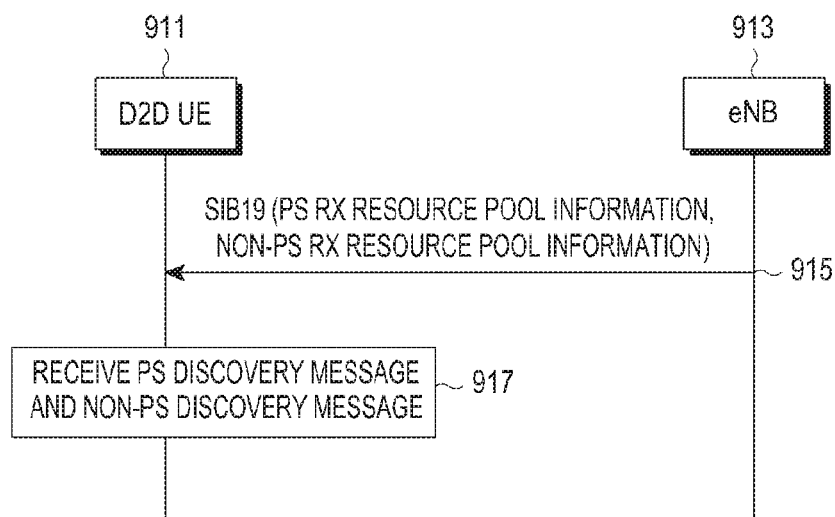 911
913
D2D UE
eNB
SIB19 (PS RX RESOURCE POOL INFORMATION,
NON-PS RX RESOURCE POOL INFORMATION)
915
RECEIVE PS DISCOVERY MESSAGE
AND NON-PS DISCOVERY MESSAGE
917